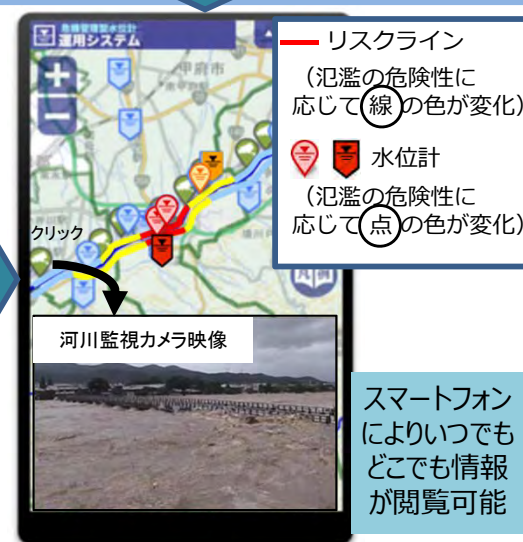 危機管理型水位計
運用システム
甲府市
クリック
凡例
河川監視カメラ映像
リスクライン
（氾濫の危険性に
応じて線の色が変化）
水位計
（氾濫の危険性に
応じて点の色が変化）
スマートフォン
によりいつでも
どこでも情報
が閲覧可能